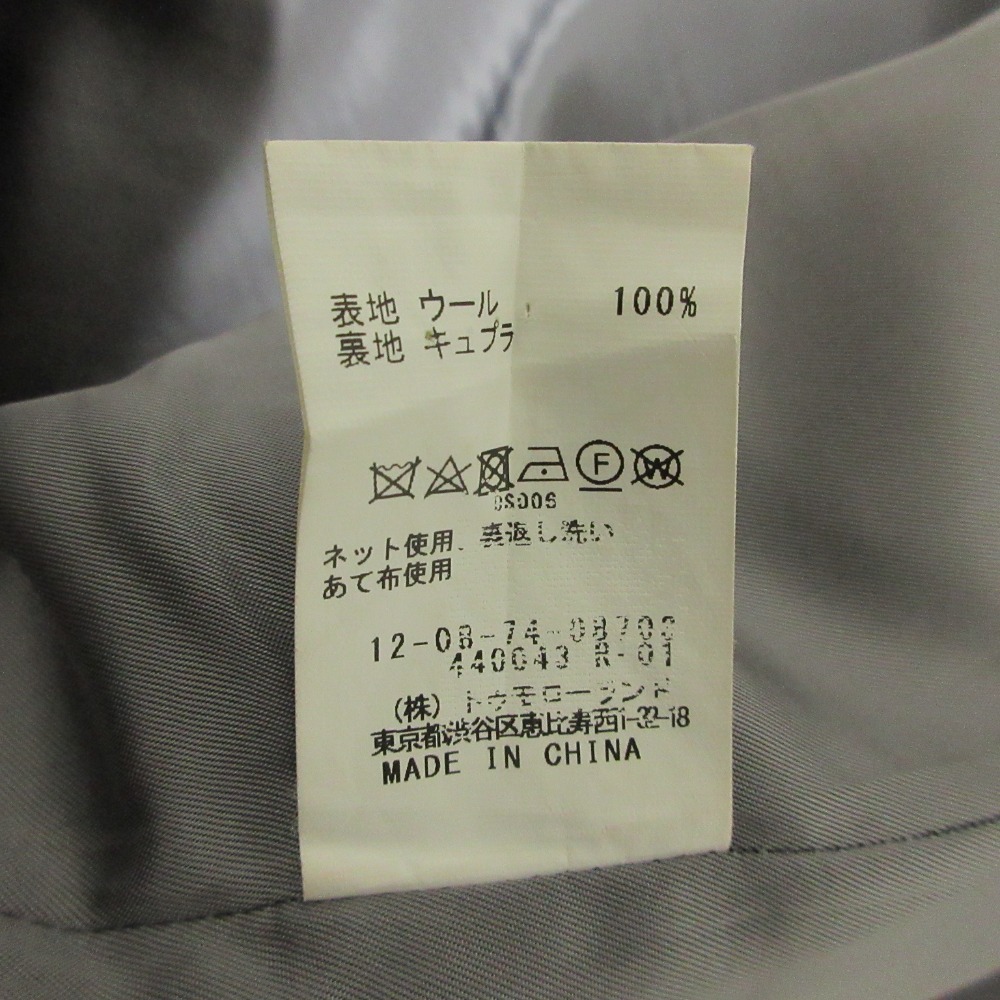 表地 ウール 100%
裏地 キュプラ
F W
ネット使用、裏返し洗い
あて布使用
12-08-74-08703
440043 R-01
(株) トゥモローランド
東京都渋谷区恵比寿西1-32-18
MADE IN CHINA